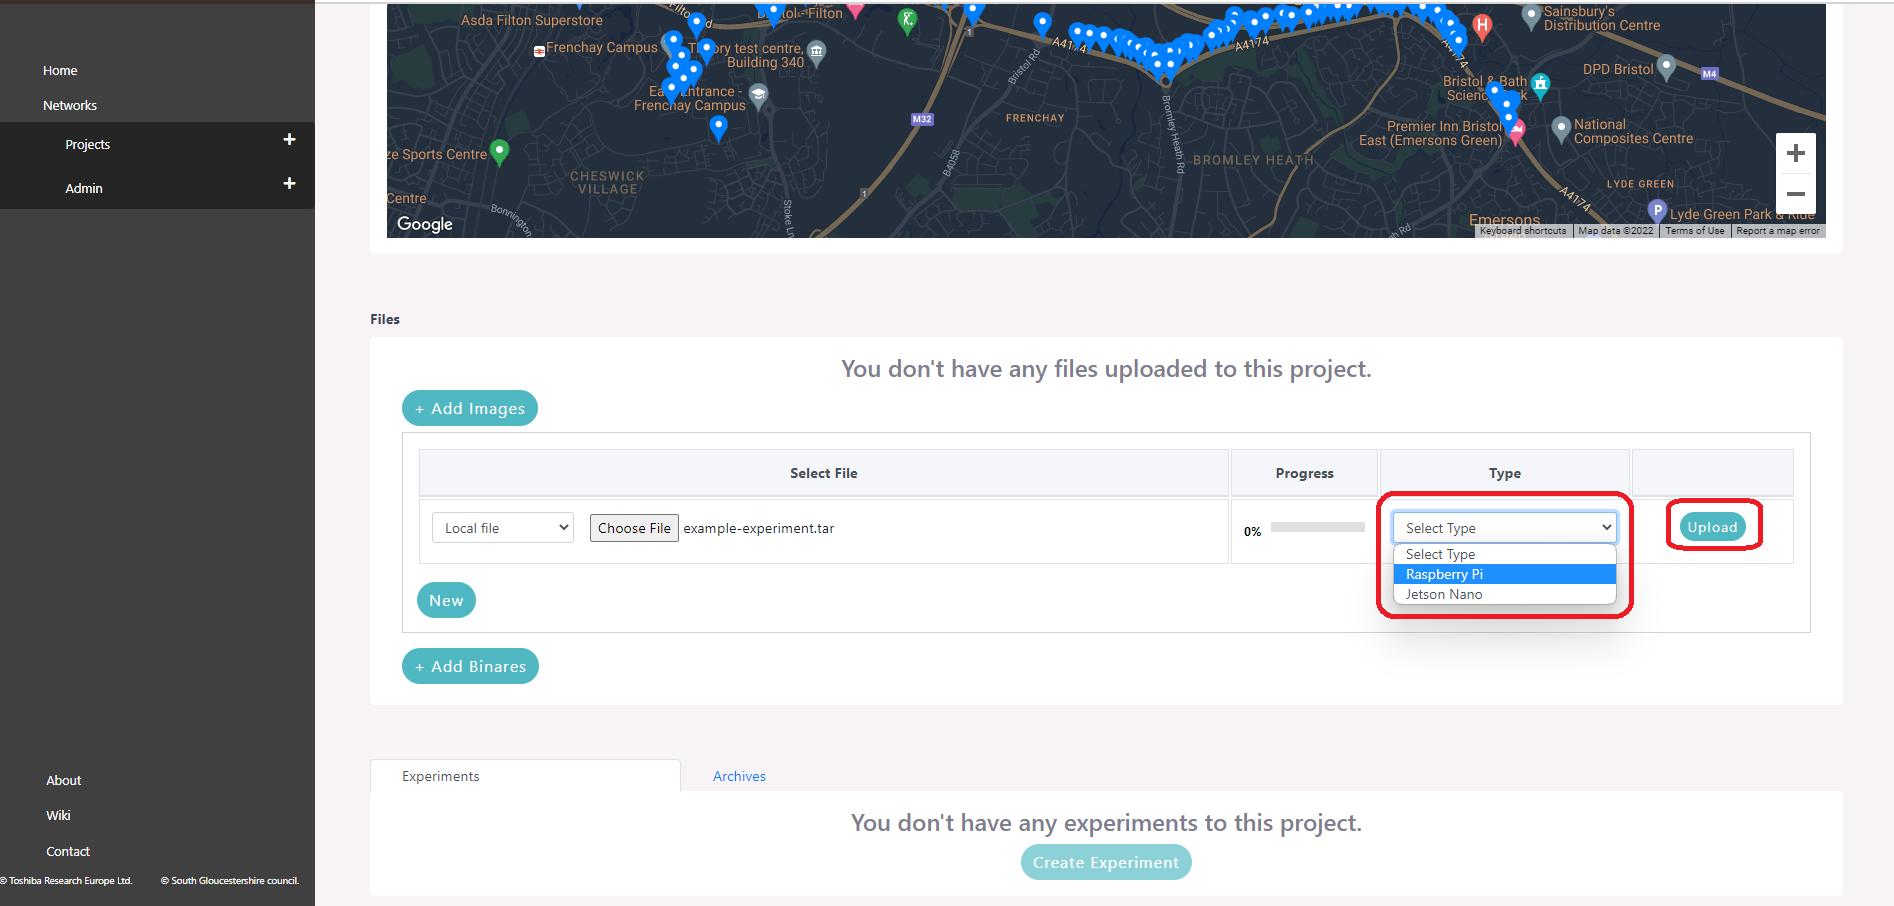 Home
Networks
Projects
Admin
About
Wiki
Contact
© Toshiba Research Europe Ltd.
© South Gloucestershire council.
Asda Filton Superstore
Frenchay Campus
test centre,
Building 340
Entrance -
Frenchay Campus
ze Sports Centre
Centre
CHESWICK
VILLAGE
Bonnington
Stoke Ln
- Filton
1
M32
FRENCHAY
B4058
1
Bristol Rd
A4174
Bromley Heath Rd
BROMLEY HEATH
A4174
H
Sainsbury's
Distribution Centre
DPD Bristol
M4
Bristol & Bath
Premier Inn Bristol
East (Emersons Green)
National
Composites Centre
LYDE GREEN
A4174
P
Lyde Green Park & Ride
Emersons
Google
Keyboard shortcuts
Map data ©2022
Terms of Use
Report a map error
Files
You don't have any files uploaded to this project.
+ Add Images
Select File
Progress
Type
Local file
Choose File
example-experiment.tar
0%
Select Type
Upload
Select Type
Raspberry Pi
Jetson Nano
New
+ Add Binares
Experiments
Archives
You don't have any experiments to this project.
Create Experiment